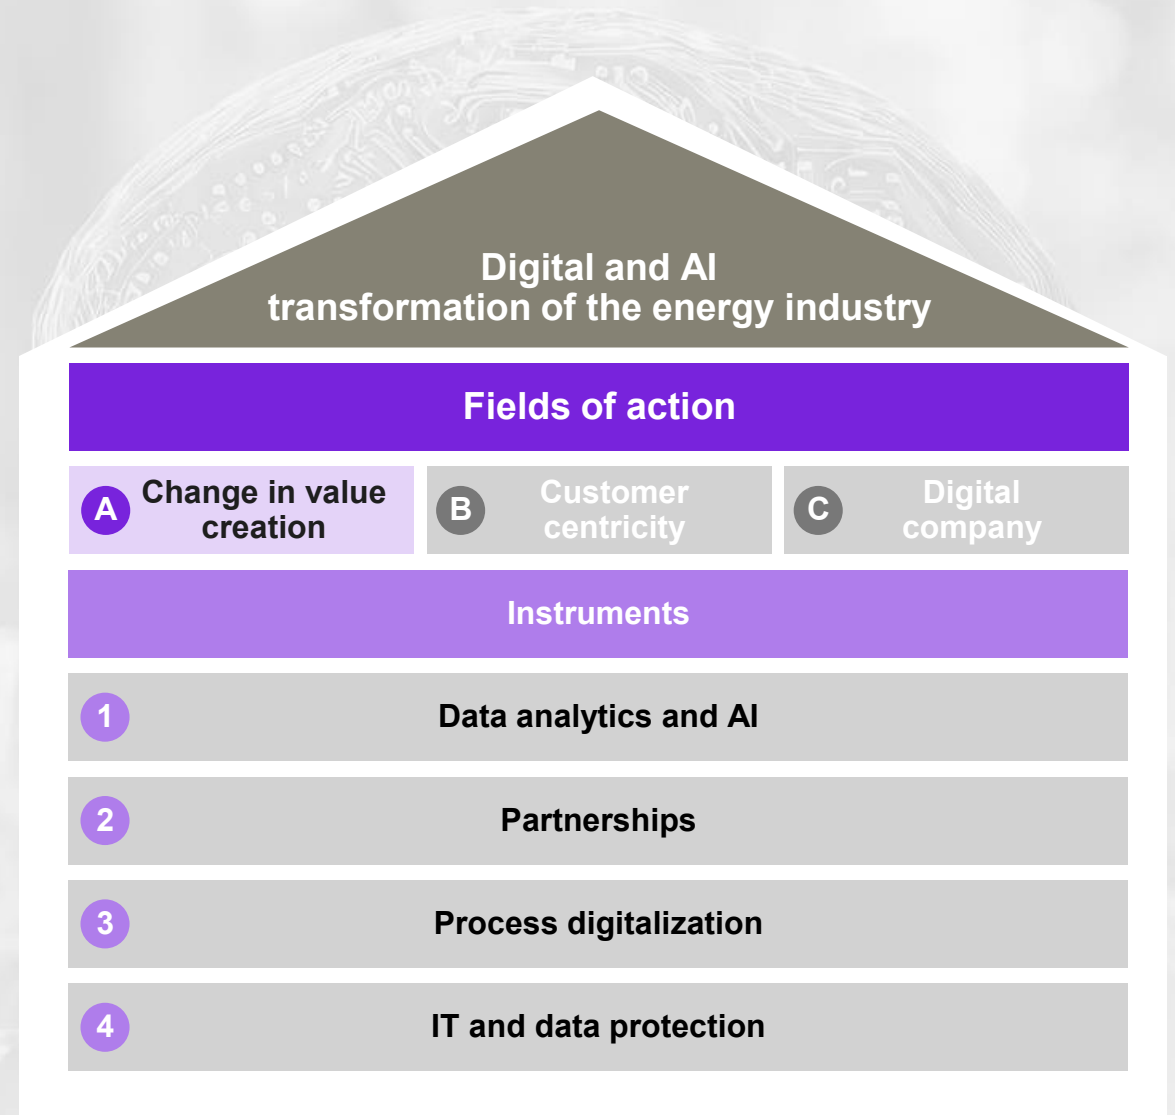 Digital and AI
transformation of the energy industry
Fields of action
A
Change in value
creation
B
Customer
centricity
C
Digital
company
Instruments
1
Data analytics and AI
2
Partnerships
3
Process digitalization
4
IT and data protection